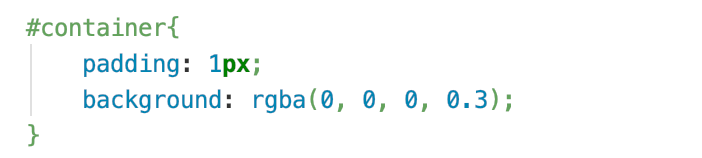 #container{
    padding: 1px;
    background: rgba(0, 0, 0, 0.3);
}